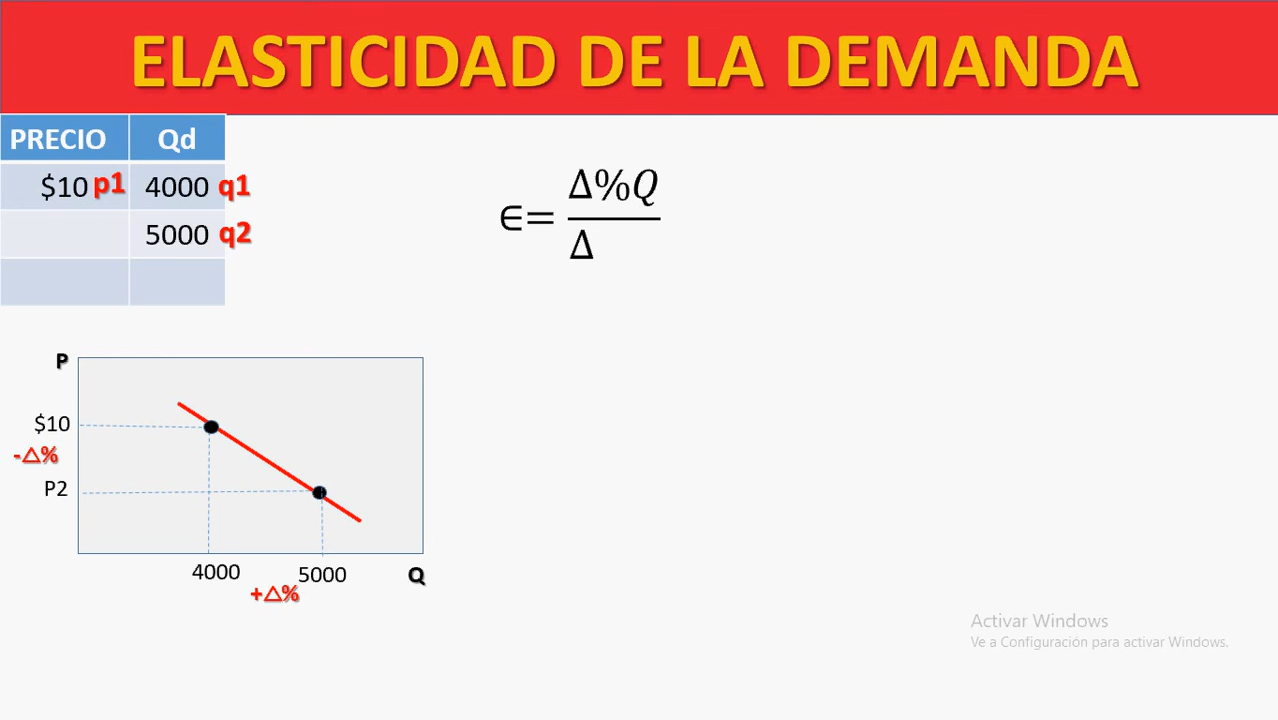 ELASTICIDAD DE LA DEMANDA
PRECIO Qd
$10 p1 4000 q1
5000 q2
∈= Δ%Q
Δ
P
$10
-△%
P2
4000 5000 Q
+△%
Activar Windows
Ve a Configuración para activar Windows.